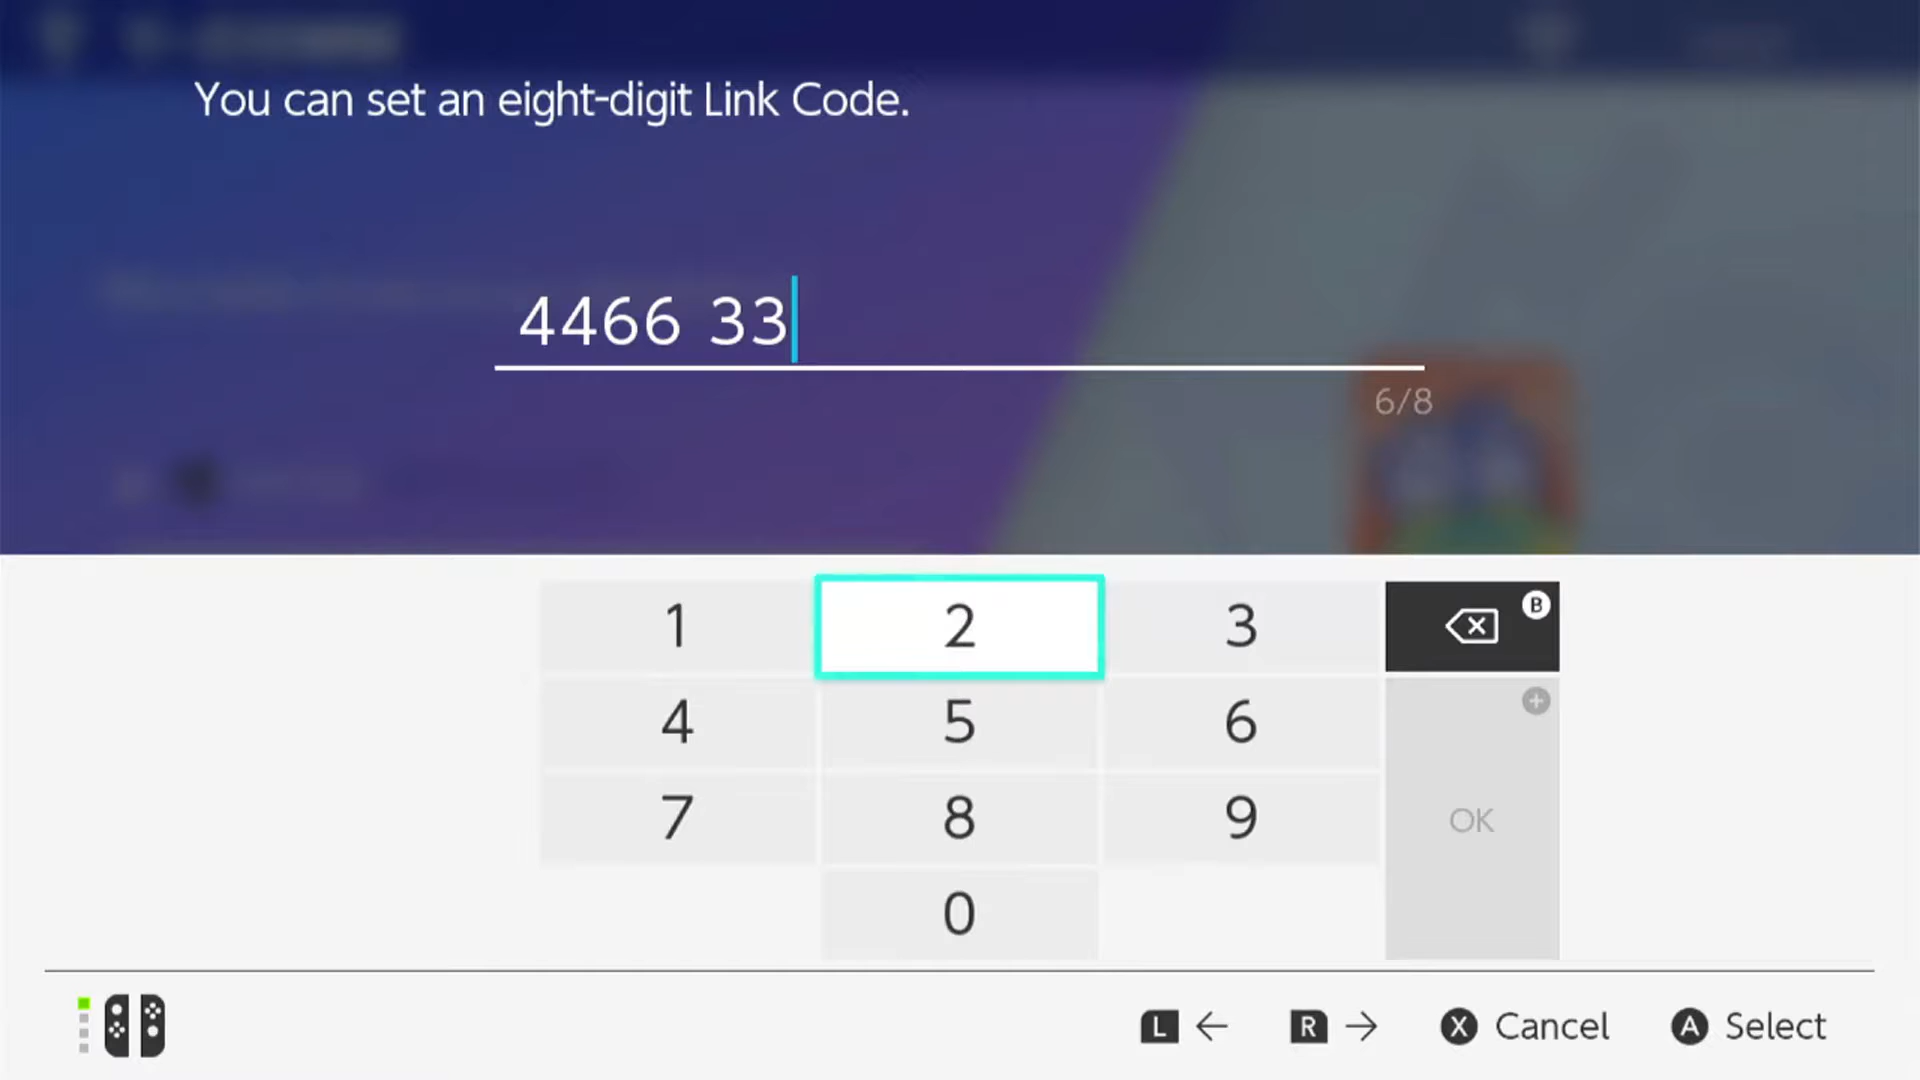 You can set an eight-digit Link Code.
4466 33
6/8
1 2 3 B
4 5 6 +
7 8 9 OK
0
L ← R → X Cancel A Select